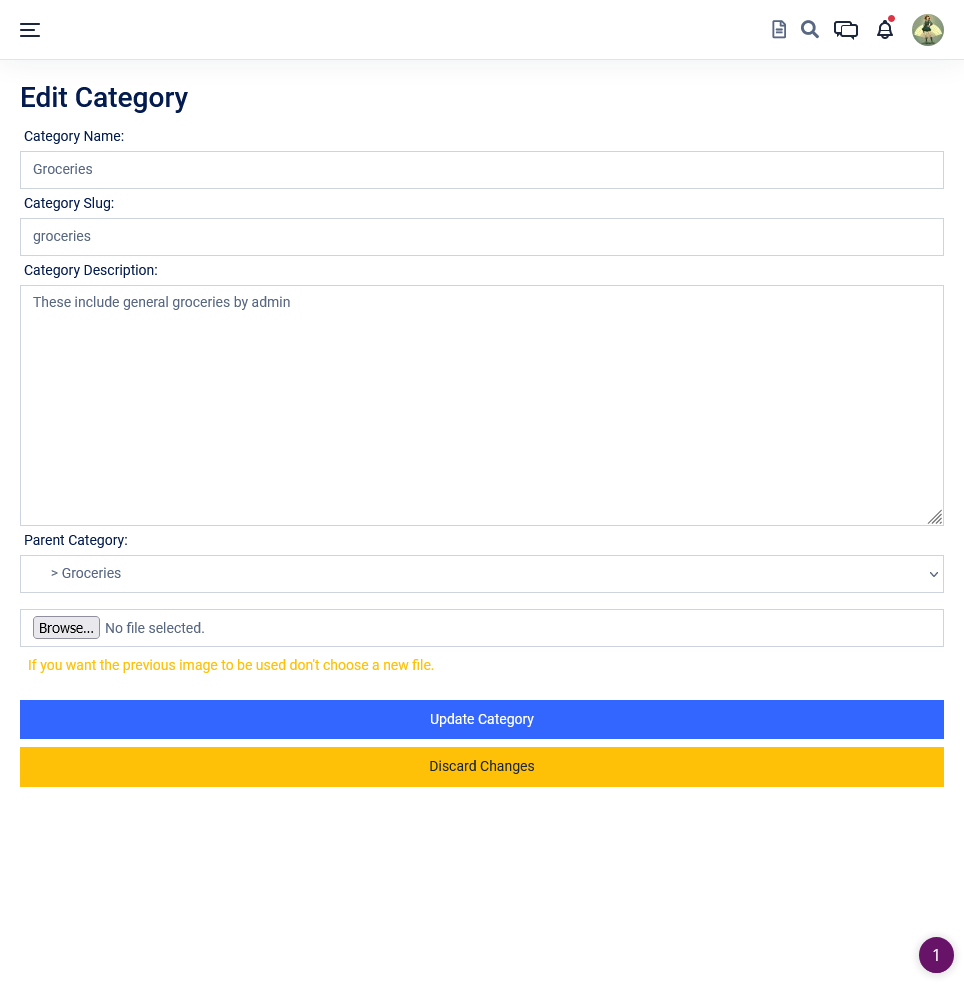 Edit Category
Category Name:
Groceries
Category Slug:
groceries
Category Description:
These include general groceries by admin
Parent Category:
> Groceries
Browse... No file selected.
If you want the previous image to be used don't choose a new file.
Update Category
Discard Changes
1